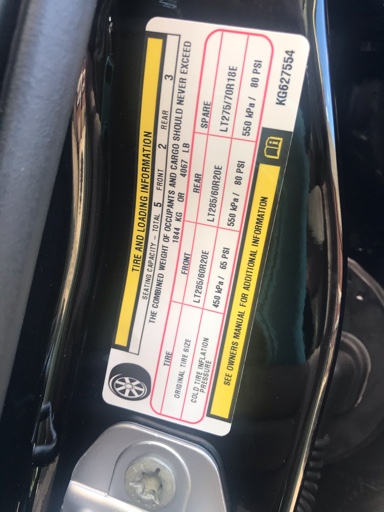 TIRE AND LOADING INFORMATION
SEATING CAPACITY - TOTAL 5 FRONT 2 REAR 3
THE COMBINED WEIGHT OF OCCUPANTS AND CARGO SHOULD NEVER EXCEED
1844 KG OR 4067 LB
TIRE FRONT REAR SPARE
ORIGINAL TIRE SIZE LT285/60R20E LT285/60R20E LT275/70R18E
COLD TIRE INFLATION PRESSURE 450 kPa / 65 PSI 550 kPa / 80 PSI 550 kPa / 80 PSI
SEE OWNERS MANUAL FOR ADDITIONAL INFORMATION
KG627554